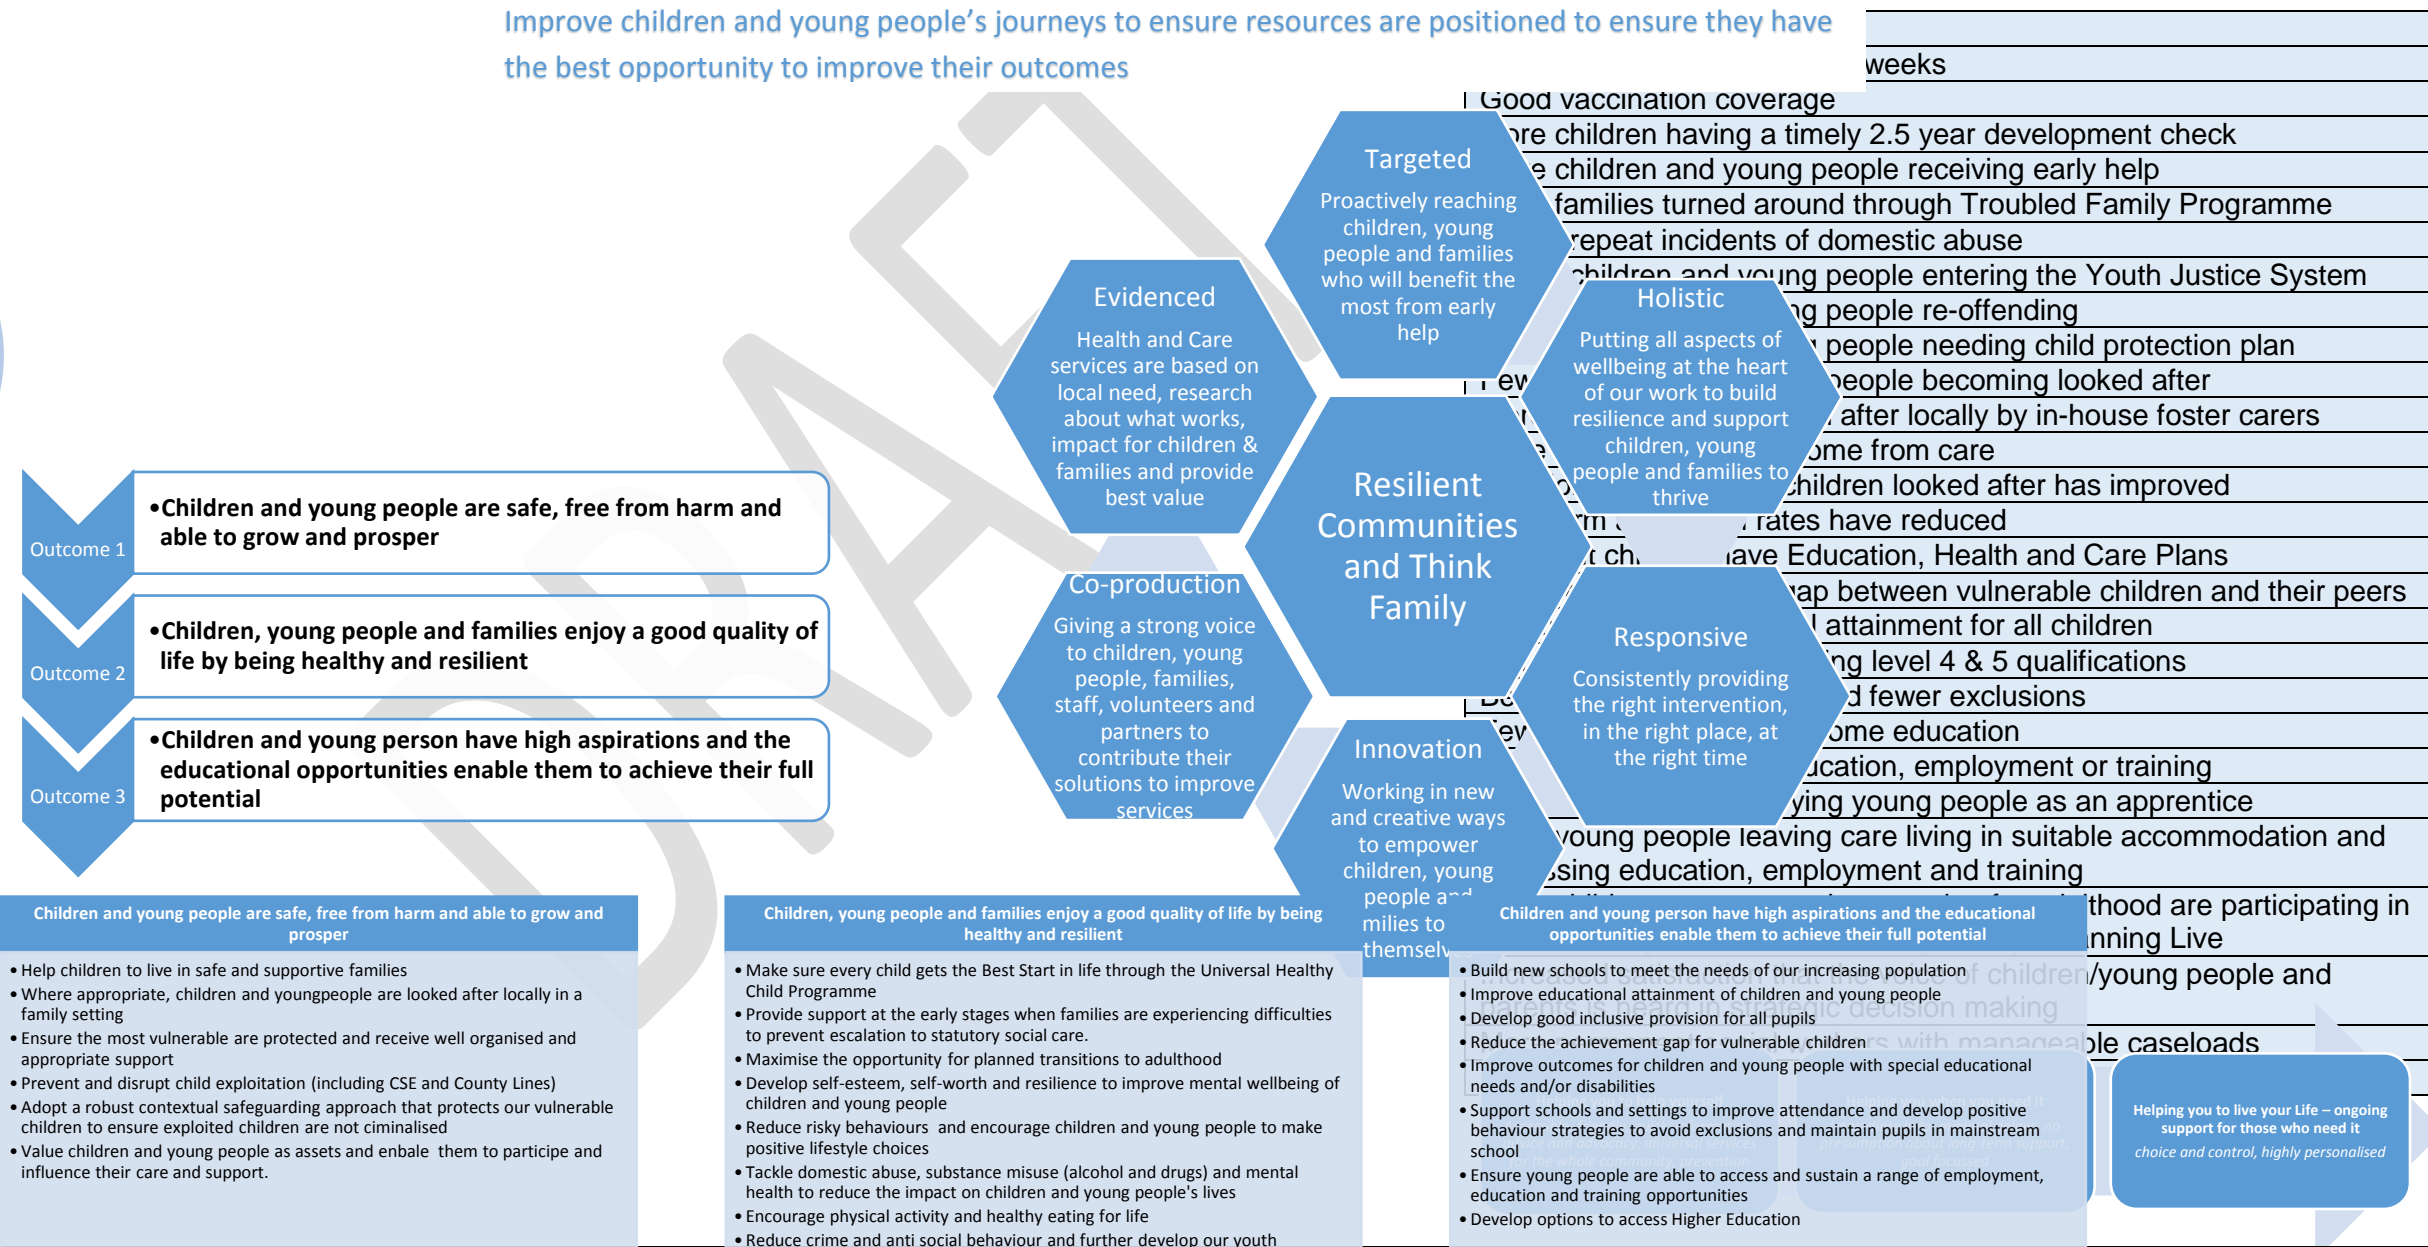 Improve children and young people's journeys to ensure resources are positioned to ensure they have
the best opportunity to improve their outcomes
DRAFT
weeks
Good vaccination coverage
children having a timely 2.5 year development check
children and young people receiving early help
families turned around through Troubled Family Programme
repeat incidents of domestic abuse
children and young people entering the Youth Justice System
people re-offending
people needing child protection plan
people becoming looked after
after locally by in-house foster carers
from care
children looked after has improved
rates have reduced
Education, Health and Care Plans
between vulnerable children and their peers
attainment for all children
level 4 & 5 qualifications
fewer exclusions
education
employment or training
young people as an apprentice
young people leaving care living in suitable accommodation and
education, employment and training
are participating in
Live
Increased satisfaction that the voice of children/young people and
parents is heard in strategic decision making
with manageable caseloads
Targeted
Proactively reaching
children, young
people and families
who will benefit the
most from early
help
Evidenced
Health and Care
services are based on
local need, research
about what works,
impact for children &
families and provide
best value
Holistic
Putting all aspects of
wellbeing at the heart
of our work to build
resilience and support
children, young
people and families to
thrive
Resilient
Communities
and Think
Family
Co-production
Giving a strong voice
to children, young
people, families,
staff, volunteers and
partners to
contribute their
solutions to improve
services
Responsive
Consistently providing
the right intervention,
in the right place, at
the right time
Innovation
Working in new
and creative ways
to empower
children, young
people and
to
Outcome 1
•Children and young people are safe, free from harm and
able to grow and prosper
Outcome 2
•Children, young people and families enjoy a good quality of
life by being healthy and resilient
Outcome 3
•Children and young person have high aspirations and the
educational opportunities enable them to achieve their full
potential
Children and young people are safe, free from harm and able to grow and
prosper
•Help children to live in safe and supportive families
•Where appropriate, children and youngpeople are looked after locally in a
family setting
•Ensure the most vulnerable are protected and receive well organised and
appropriate support
•Prevent and disrupt child exploitation (including CSE and County Lines)
•Adopt a robust contextual safeguarding approach that protects our vulnerable
children to ensure exploited children are not ciminalised
•Value children and young people as assets and enbale them to participe and
influence their care and support.
Children, young people and families enjoy a good quality of life by being
healthy and resilient
•Make sure every child gets the Best Start in life through the Universal Healthy
Child Programme
•Provide support at the early stages when families are experiencing difficulties
to prevent escalation to statutory social care.
•Maximise the opportunity for planned transitions to adulthood
•Develop self-esteem, self-worth and resilience to improve mental wellbeing of
children and young people
•Reduce risky behaviours and encourage children and young people to make
positive lifestyle choices
•Tackle domestic abuse, substance misuse (alcohol and drugs) and mental
health to reduce the impact on children and young people's lives
•Encourage physical activity and healthy eating for life
•Reduce crime and anti social behaviour and further develop our youth
Children and young person have high aspirations and the educational
opportunities enable them to achieve their full potential
•Build new schools to meet the needs of our increasing population
•Improve educational attainment of children and young people
•Develop good inclusive provision for all pupils
•Reduce the achievement gap for vulnerable children
•Improve outcomes for children and young people with special educational
needs and/or disabilities
•Support schools and settings to improve attendance and develop positive
behaviour strategies to avoid exclusions and maintain pupils in mainstream
school
•Ensure young people are able to access and sustain a range of employment,
education and training opportunities
•Develop options to access Higher Education
Helping you to live your Life – ongoing
support for those who need it
choice and control, highly personalised